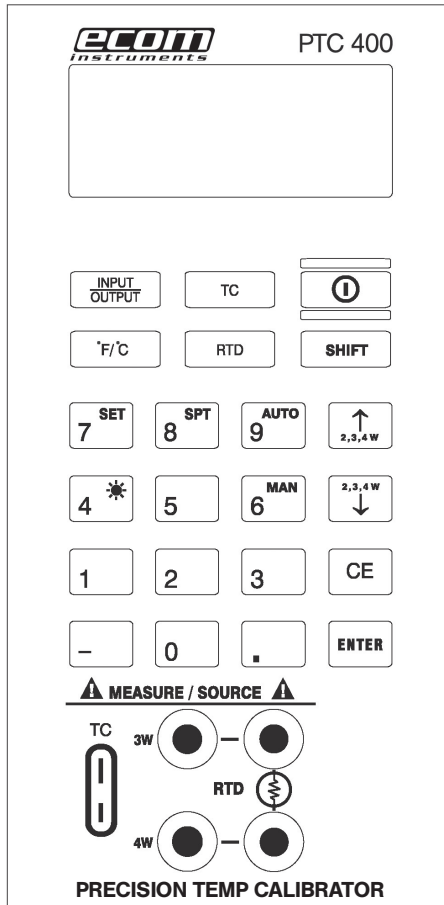 ecom PTC 400
instruments
INPUT TC
OUTPUT
°F/°C RTD SHIFT
7 SET 8 SPT 9 AUTO ↑ 2,3,4 W
4 5 6 MAN 2,3,4 W ↓
1 2 3 CE
– 0 . ENTER
MEASURE / SOURCE
TC
3W
RTD
4W
PRECISION TEMP CALIBRATOR